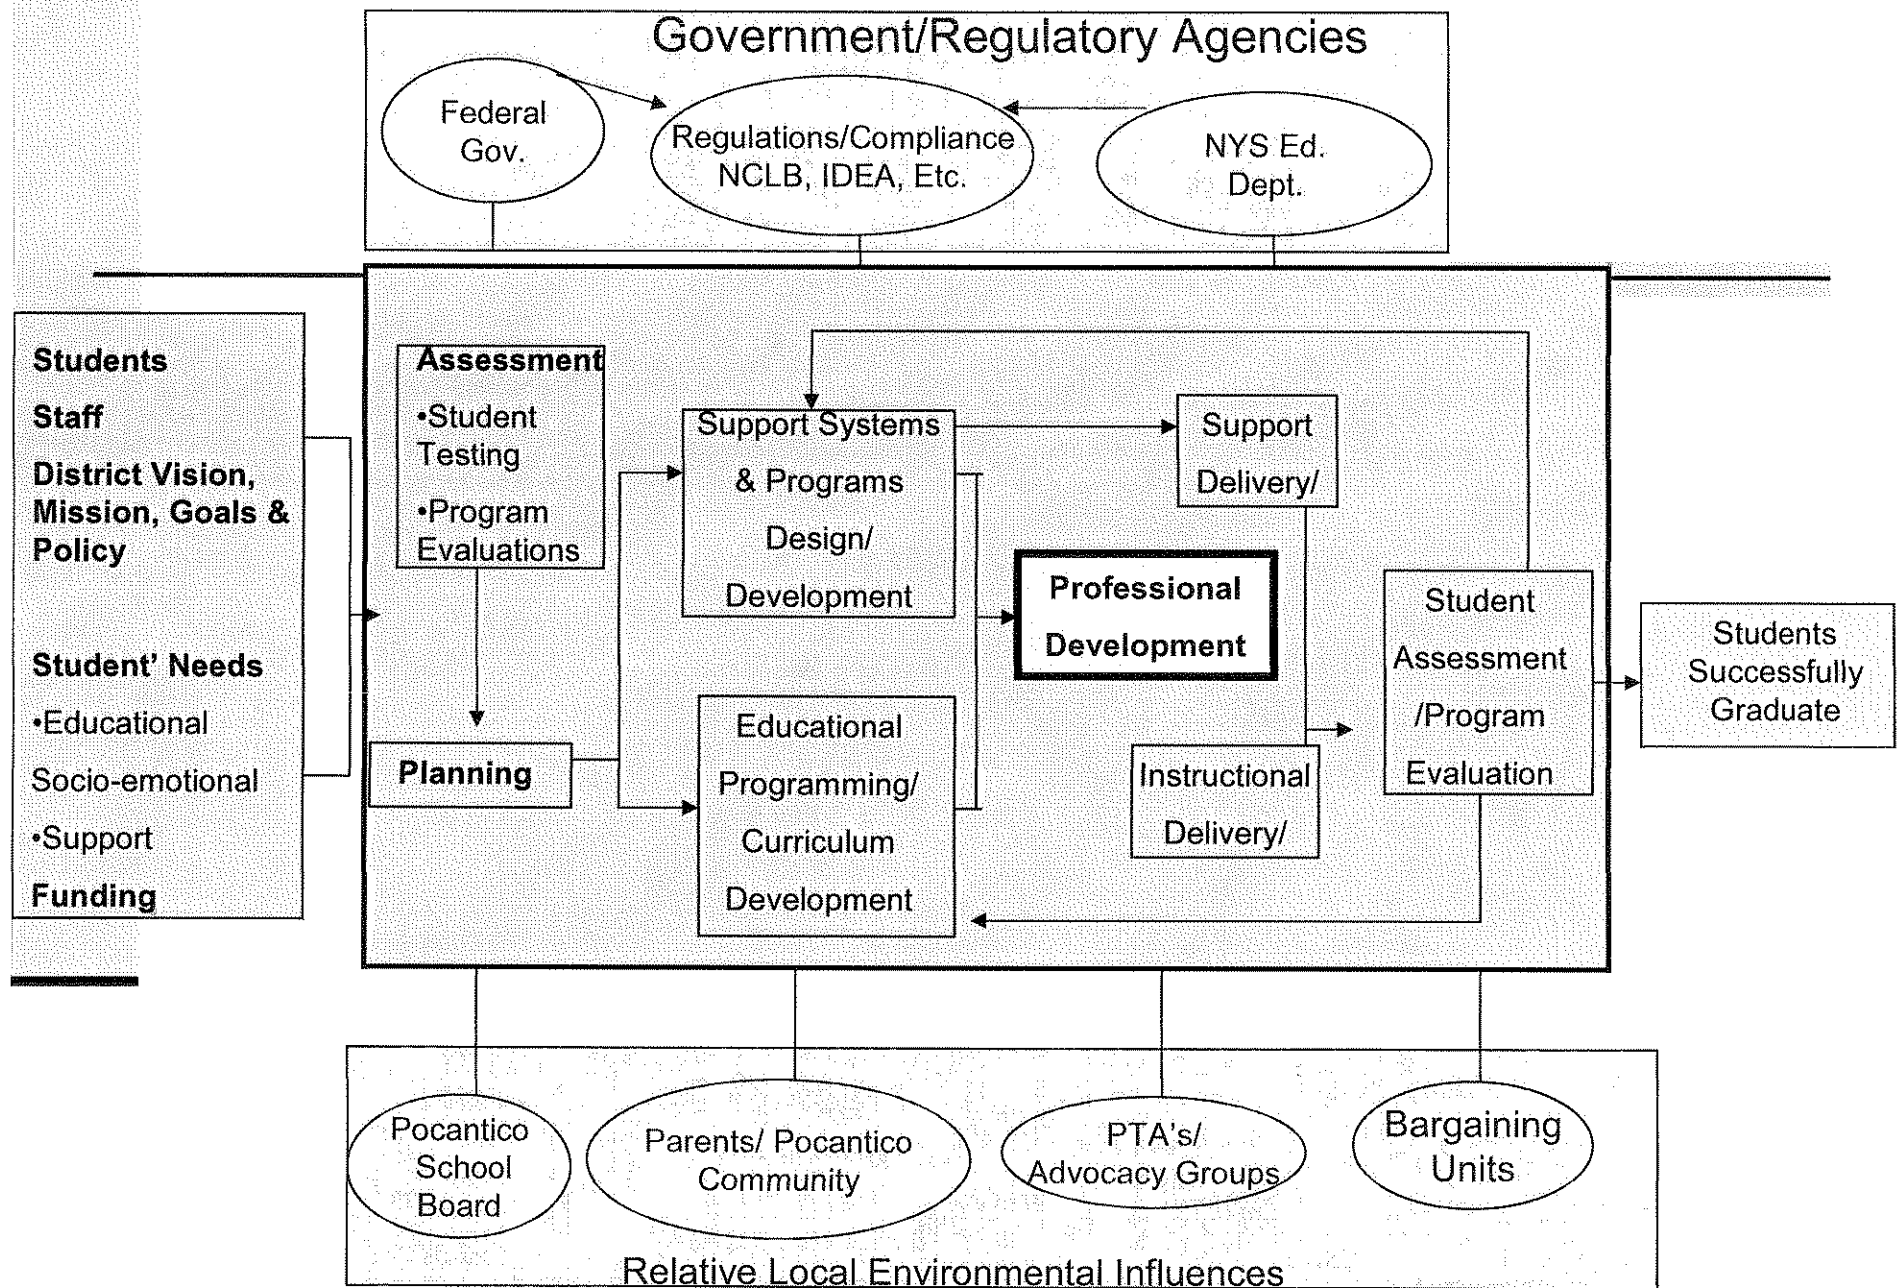 Government/Regulatory Agencies
Federal
Gov.
Regulations/Compliance
NCLB, IDEA, Etc.
NYS Ed.
Dept.
Students
Staff
District Vision,
Mission, Goals &
Policy
Student' Needs
•Educational
Socio-emotional
•Support
Funding
Assessment
•Student
Testing
•Program
Evaluations
Planning
Support Systems
& Programs
Design/
Development
Educational
Programming/
Curriculum
Development
Professional
Development
Support
Delivery/
Instructional
Delivery/
Student
Assessment
/Program
Evaluation
Students
Successfully
Graduate
Pocantico
School
Board
Parents/ Pocantico
Community
PTA's/
Advocacy Groups
Bargaining
Units
Relative Local Environmental Influences